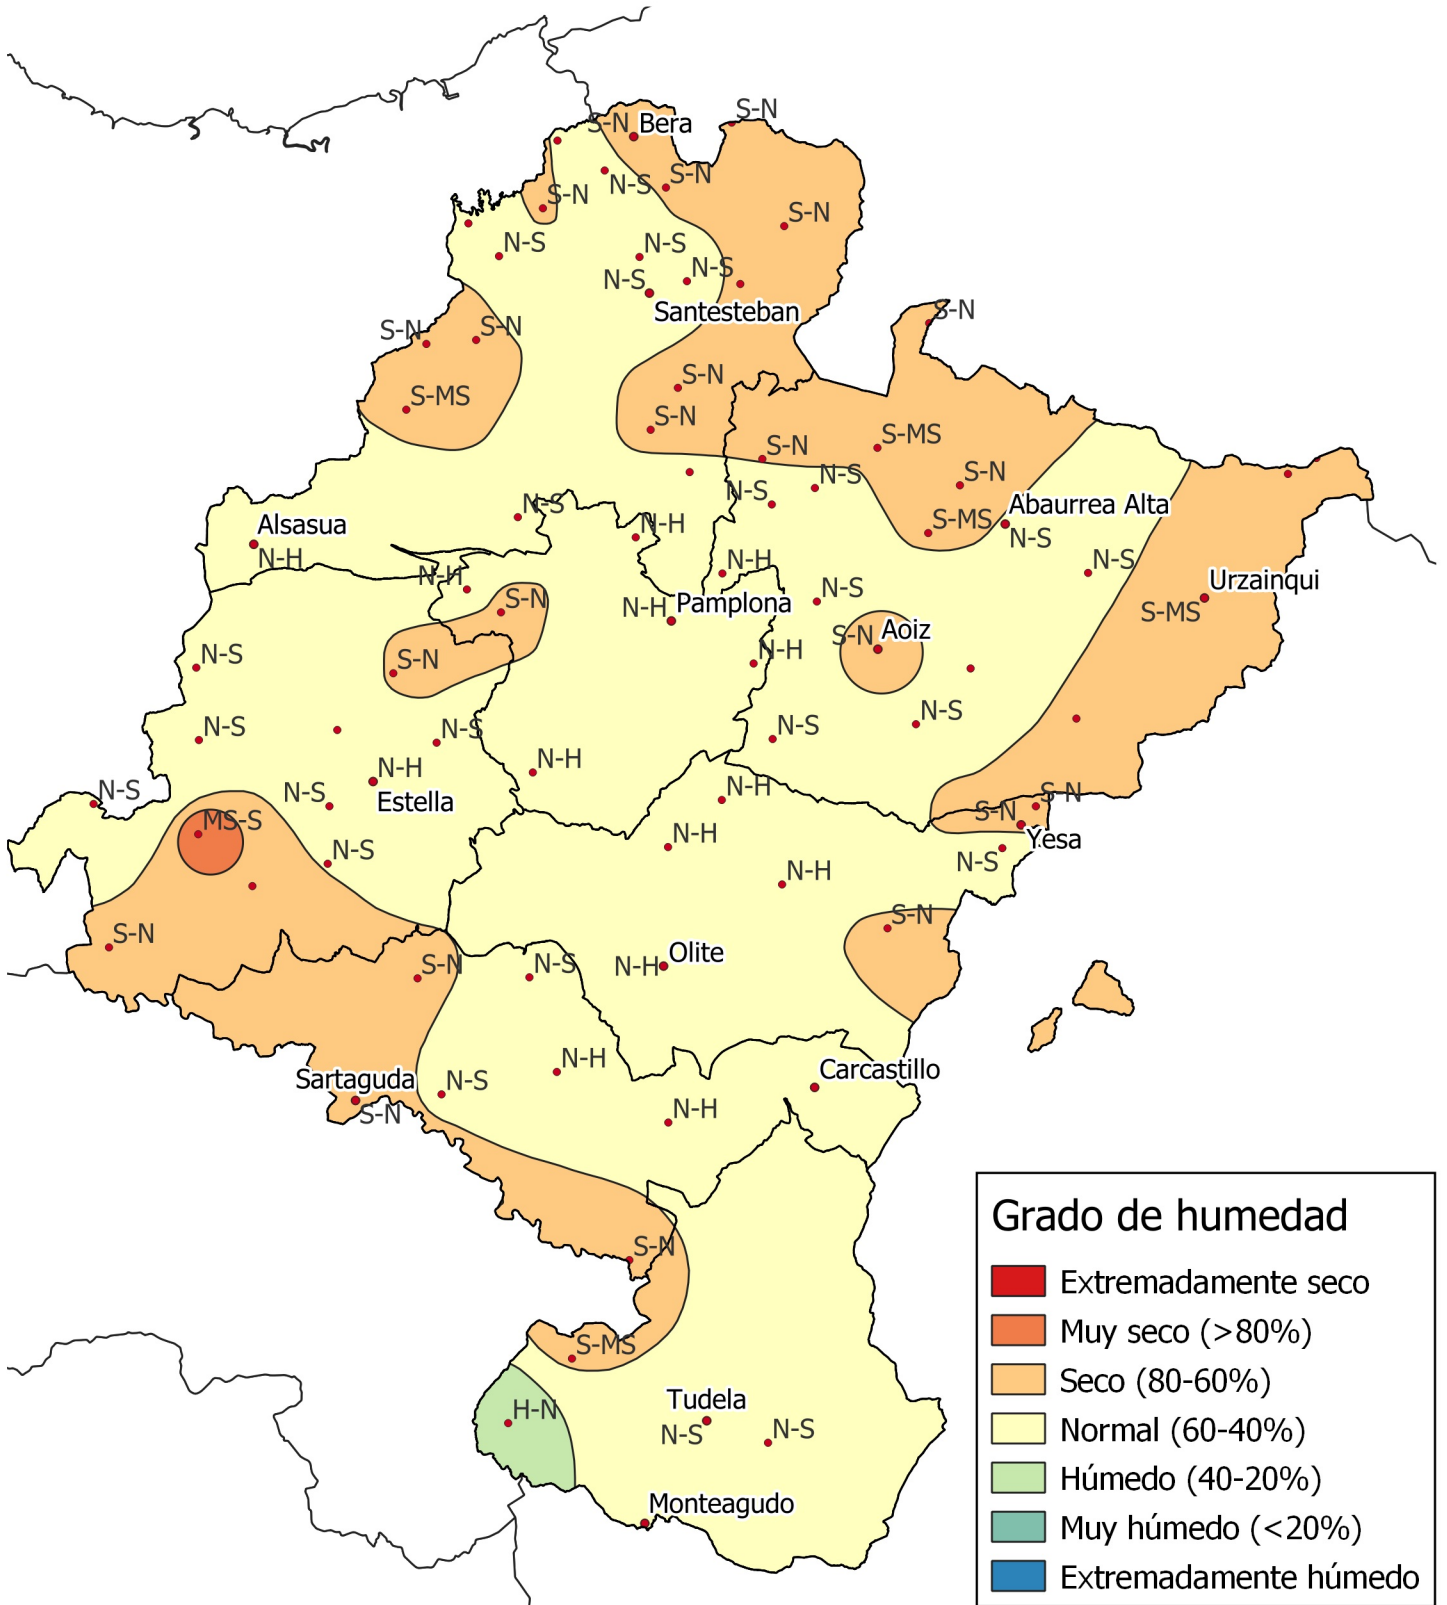 S-N
S-N
Bera
N-S
S-N
S-N
S-N
N-S
N-S
N-S
N-S
Santesteban
S-N
S-N
S-N
S-MS
S-N
S-N
S-N
S-MS
N-S
N-S
S-N
Abaurrea Alta
N-S
S-MS
N-S
Alsasua
N-H
N-H
N-H
N-S
Urzainqui
S-MS
N-H
S-N
N-H
Pamplona
N-S
S-N
Aoiz
N-S
S-N
N-H
N-S
N-S
N-S
N-S
N-H
N-H
N-S
Estella
N-S
N-H
S-N
S-N
MS-S
N-H
Yesa
N-S
N-S
N-H
S-N
S-N
S-N
N-S
N-H
Olite
N-H
Carcastillo
Sartaguda
S-N
N-S
N-H
S-N
S-MS
H-N
Tudela
N-S
N-S
Monteagudo
Grado de humedad
Extremadamente seco
Muy seco (>80%)
Seco (80-60%)
Normal (60-40%)
Húmedo (40-20%)
Muy húmedo (<20%)
Extremadamente húmedo